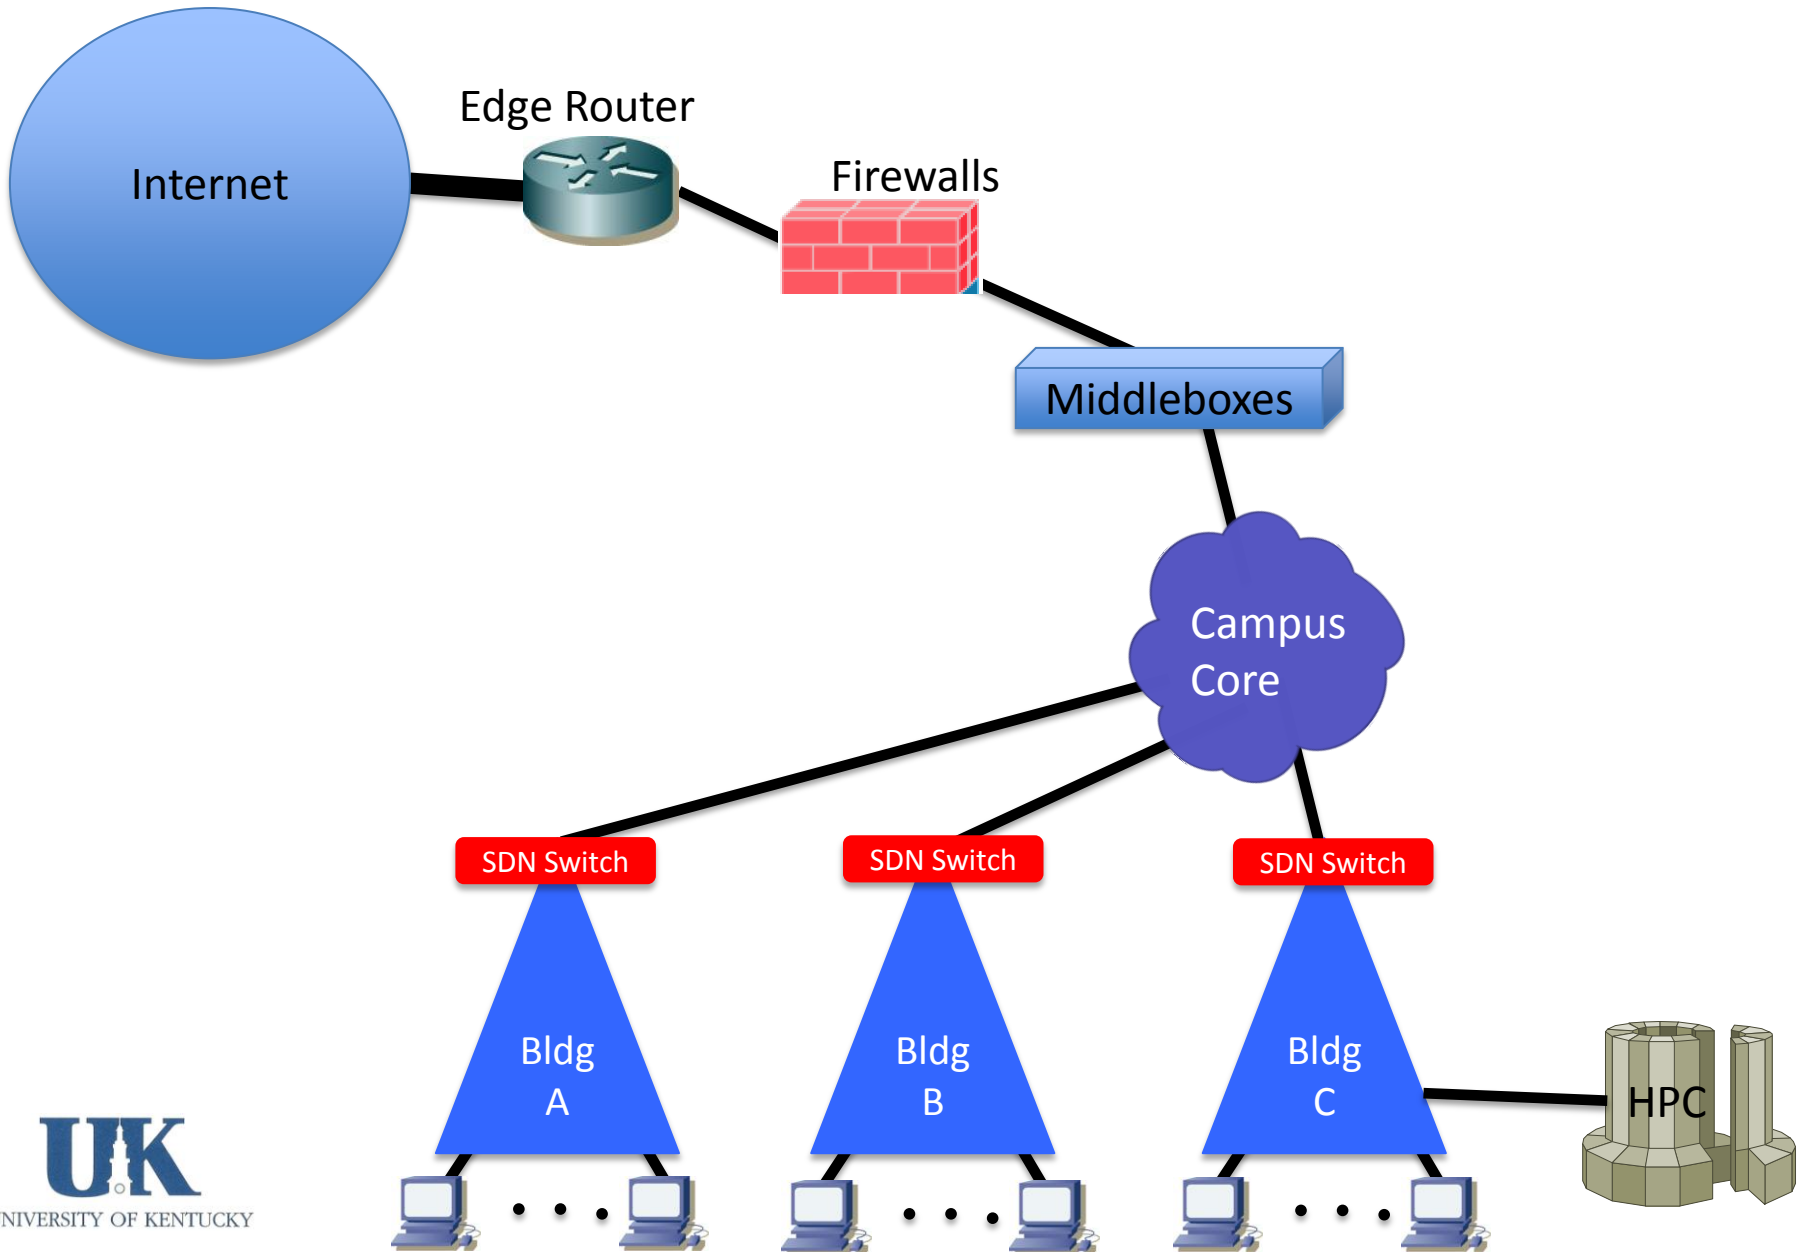 Edge Router
Internet
Firewalls
Middleboxes
Campus
Core
SDN Switch
SDN Switch
SDN Switch
Bldg
A
Bldg
B
Bldg
C
HPC
UK
UNIVERSITY OF KENTUCKY